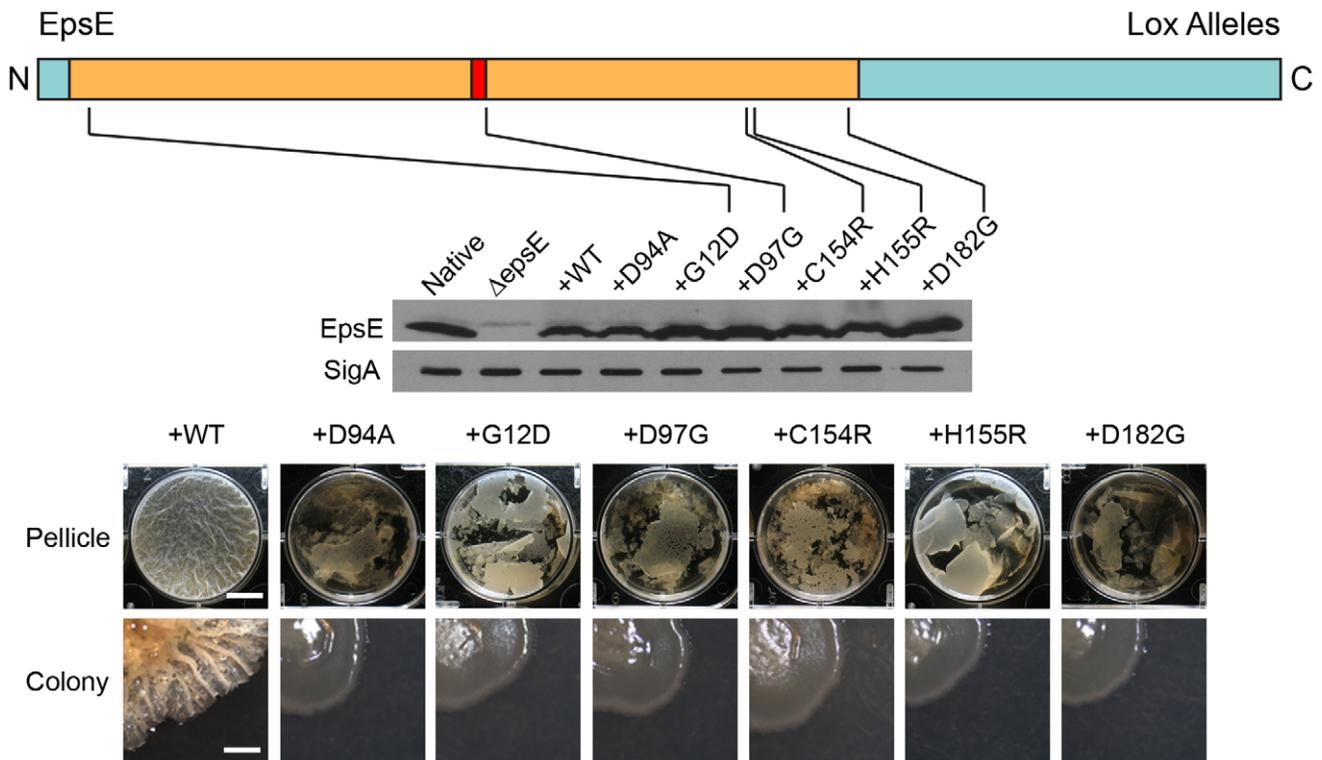 EpsE Lox Alleles
N C
Native ΔepsE +WT +D94A +G12D +D97G +C154R +H155R +D182G
EpsE
SigA
+WT +D94A +G12D +D97G +C154R +H155R +D182G
Pellicle
Colony